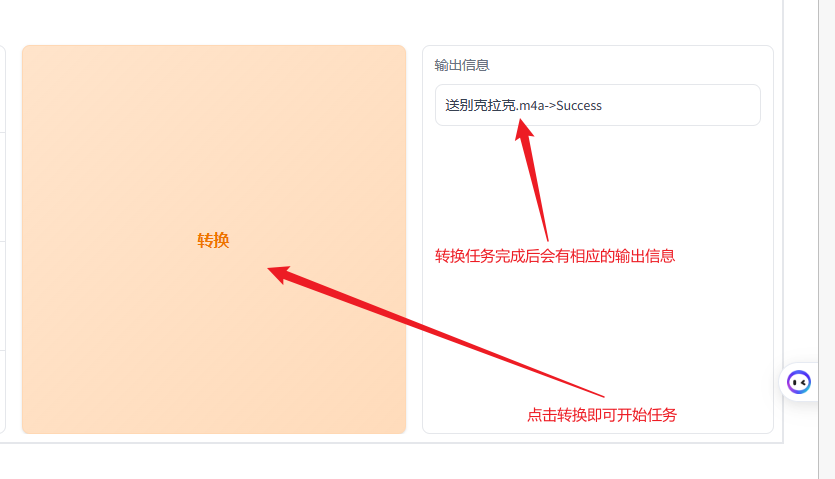 输出信息
送别克拉克.m4a->Success
转换
转换任务完成后会有相应的输出信息
点击转换即可开始任务